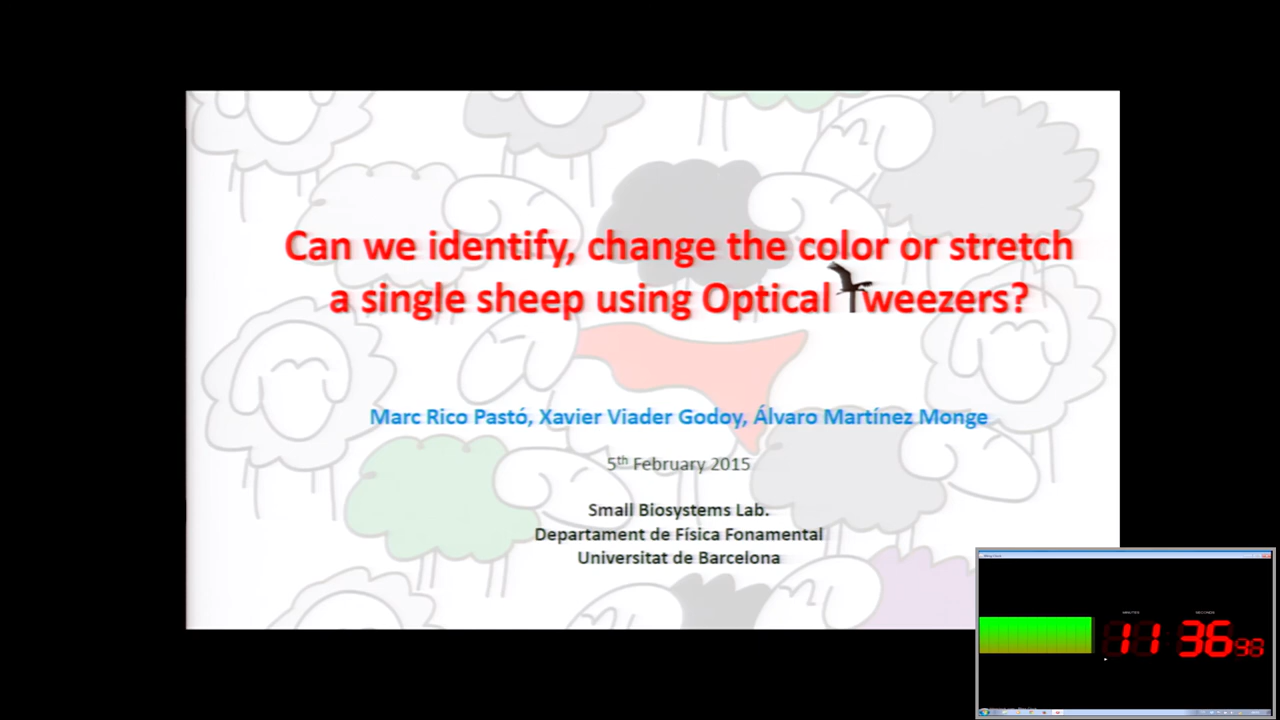 Can we identify, change the color or stretch
a single sheep using Optical Tweezers?
Marc Rico Pastó, Xavier Viader Godoy, Álvaro Martínez Monge
5th February 2015
Small Biosystems Lab.
Departament de Física Fonamental
Universitat de Barcelona
MINUTES SECONDS
11 36 98